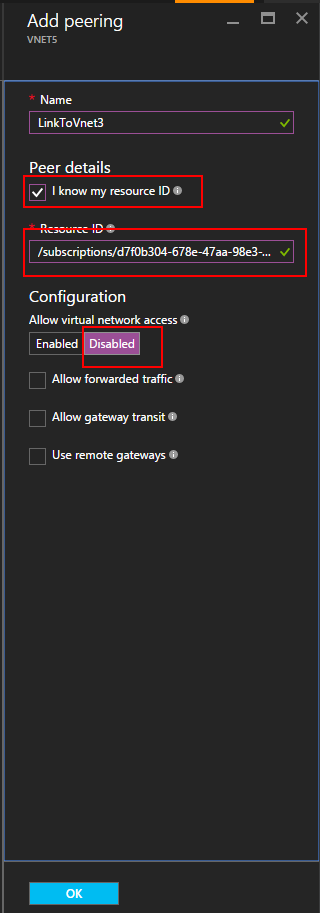 Add peering
VNET5
* Name
LinkToVnet3
Peer details
I know my resource ID
* Resource ID
/subscriptions/d7f0b304-678e-47aa-98e3-...
Configuration
Allow virtual network access
Enabled Disabled
Allow forwarded traffic
Allow gateway transit
Use remote gateways
OK